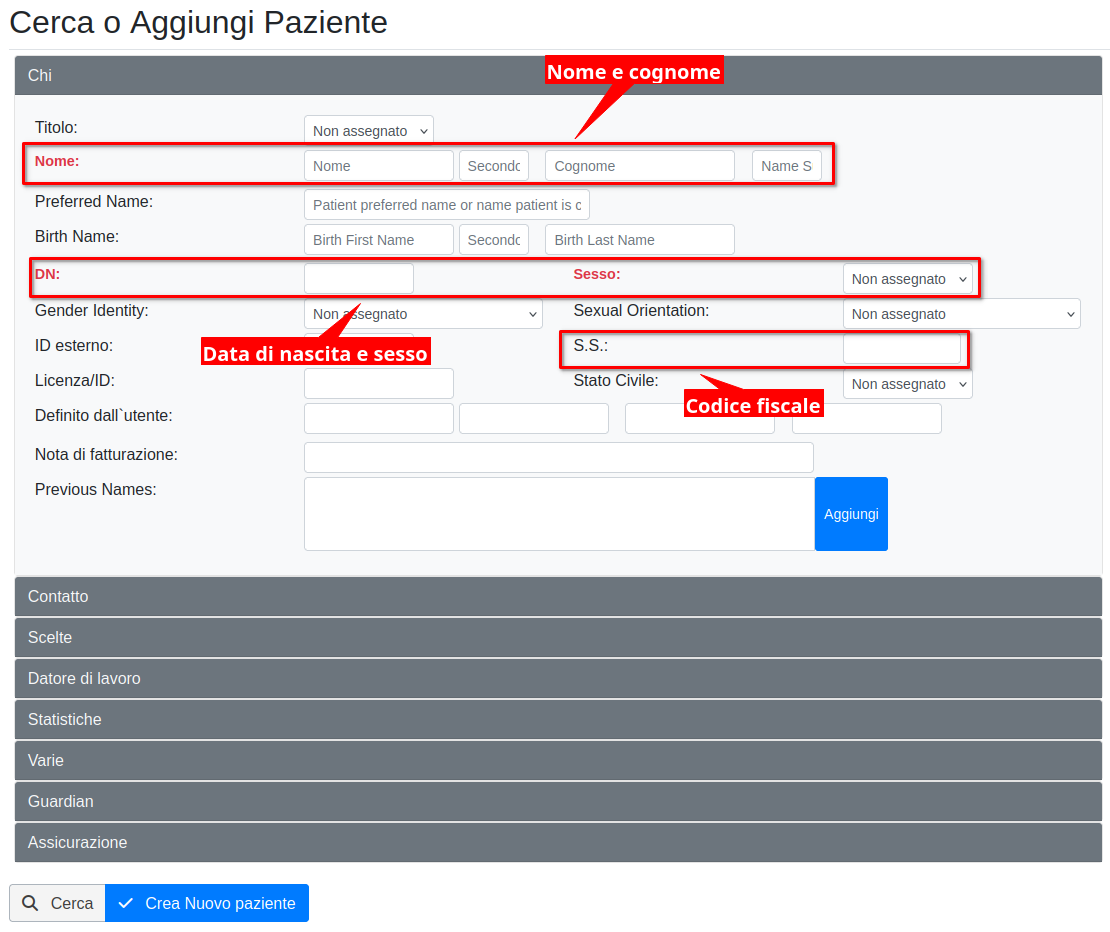 Cerca o Aggiungi Paziente
Chi
Nome e cognome
Titolo: Non assegnato
Nome: Nome Secondo Cognome Name S
Preferred Name: Patient preferred name or name patient is c
Birth Name: Birth First Name Secondo Birth Last Name
DN: Sesso: Non assegnato
Gender Identity: Non assegnato Sexual Orientation: Non assegnato
ID esterno: S.S.:
Data di nascita e sesso
Licenza/ID: Stato Civile: Non assegnato
Codice fiscale
Definito dall`utente:
Nota di fatturazione:
Previous Names:
Aggiungi
Contatto
Scelte
Datore di lavoro
Statistiche
Varie
Guardian
Assicurazione
Cerca Crea Nuovo paziente